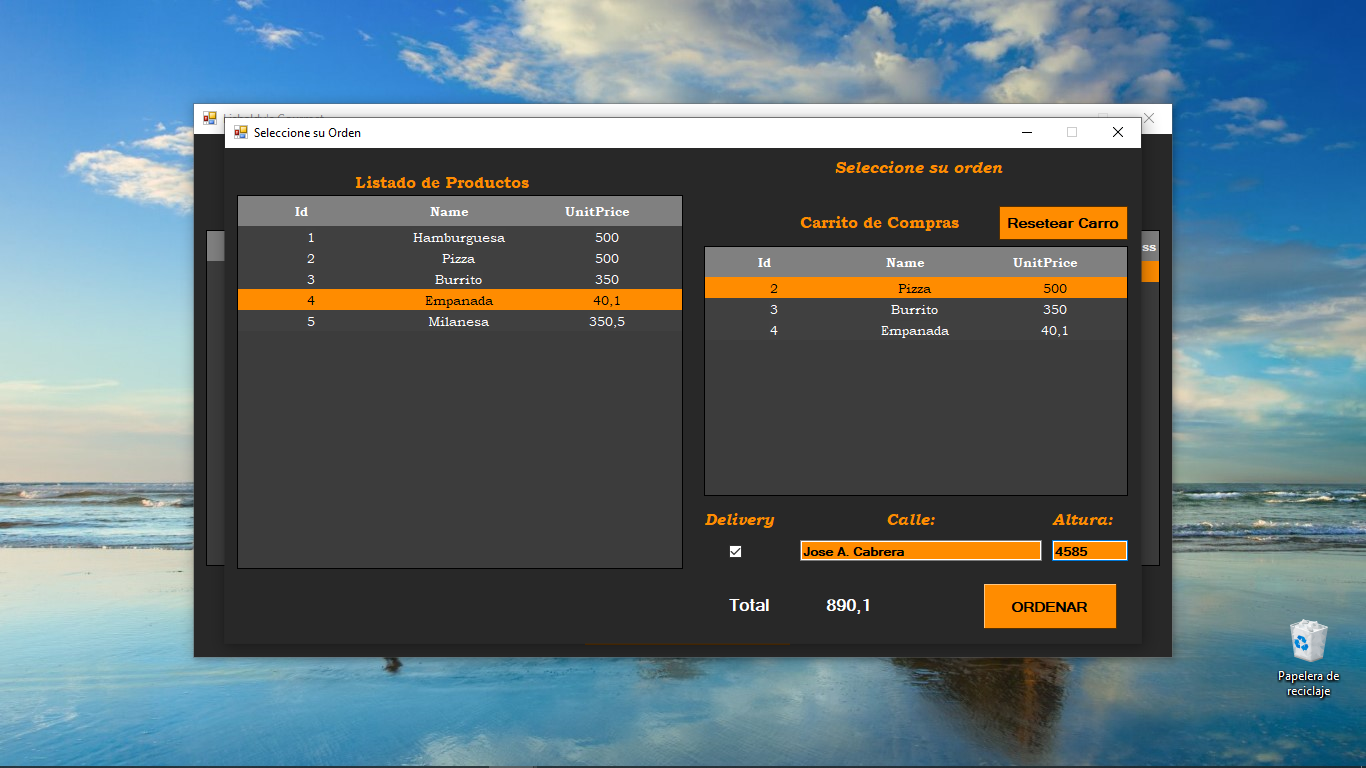 Seleccione su Orden
Seleccione su orden
Listado de Productos
Id Name UnitPrice
1 Hamburguesa 500
2 Pizza 500
3 Burrito 350
4 Empanada 40,1
5 Milanesa 350,5
Carrito de Compras
Resetear Carro
Id Name UnitPrice
2 Pizza 500
3 Burrito 350
4 Empanada 40,1
ss
Delivery Calle: Altura:
Jose A. Cabrera 4585
Total 890,1
ORDENAR
Papelera de
reciclaje